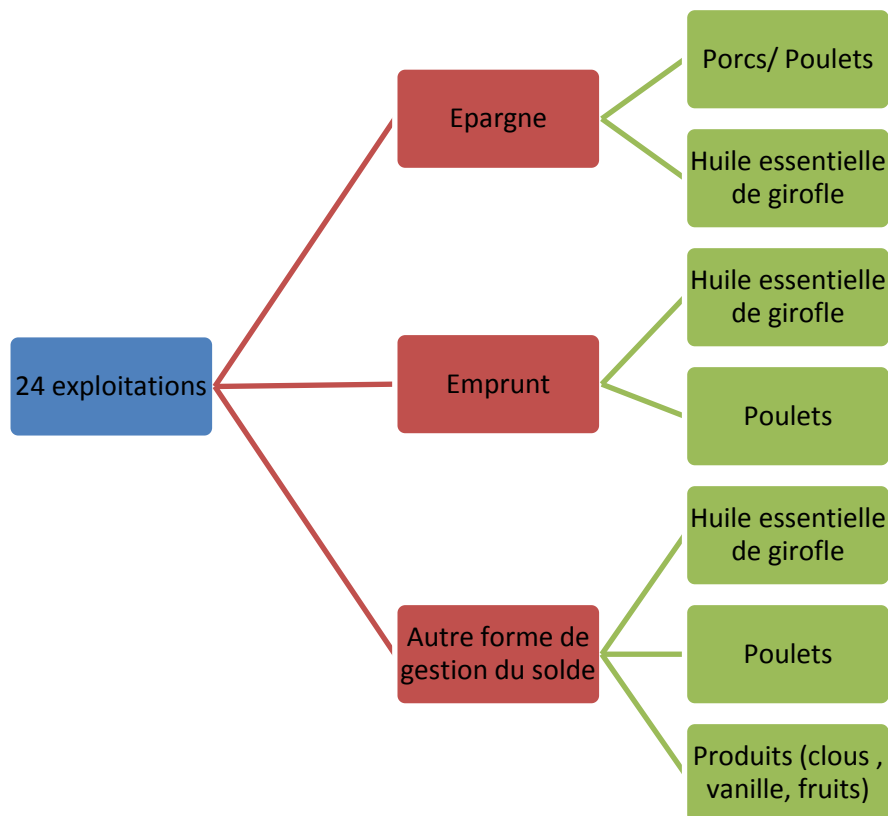 24 exploitations
Epargne
Porcs/ Poulets
Huile essentielle
de girofle
Emprunt
Huile essentielle
de girofle
Poulets
Autre forme de
gestion du solde
Huile essentielle
de girofle
Poulets
Produits (clous ,
vanille, fruits)